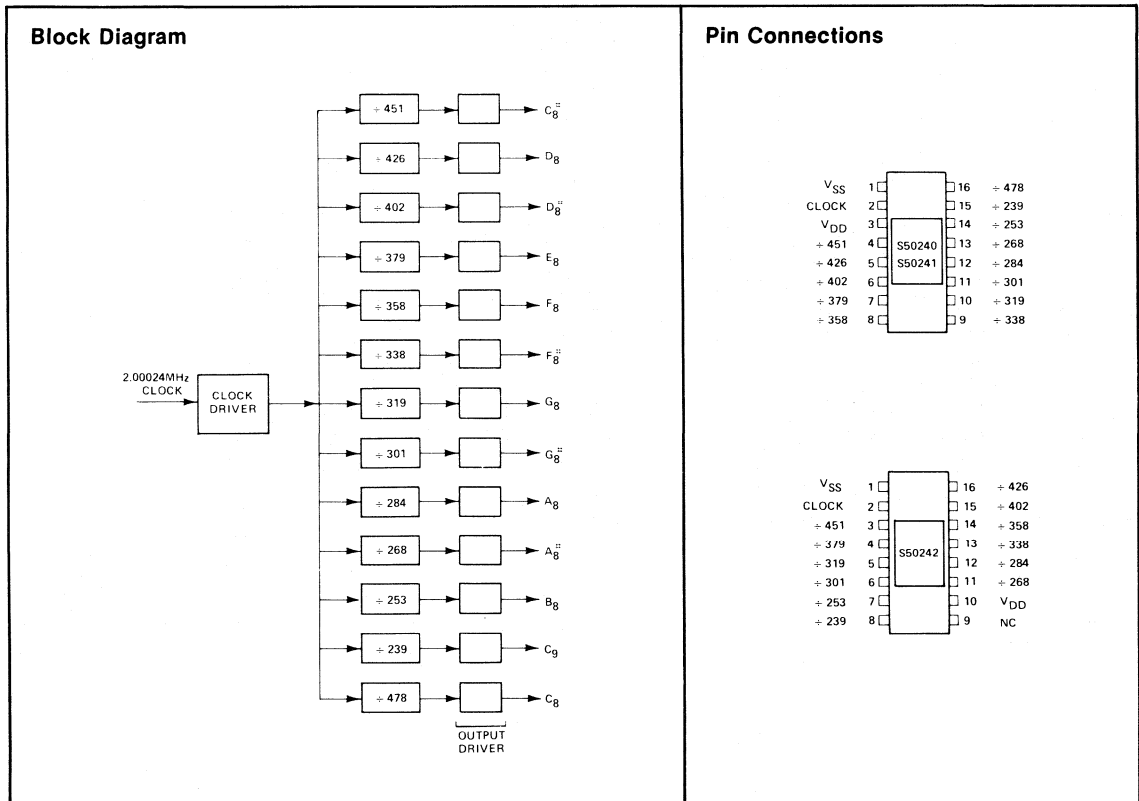 Block Diagram
÷ 451 C8#
÷ 426 D8
÷ 402 D8#
÷ 379 E8
÷ 358 F8
÷ 338 F8#
2.00024MHz
CLOCK
CLOCK
DRIVER
÷ 319 G8
÷ 301 G8#
÷ 284 A8
÷ 268 A8#
÷ 253 B8
÷ 239 C9
÷ 478 C8
OUTPUT
DRIVER
Pin Connections
VSS 1 16 ÷ 478
CLOCK 2 15 ÷ 239
VDD 3 14 ÷ 253
÷ 451 4 S50240 13 ÷ 268
÷ 426 5 S50241 12 ÷ 284
÷ 402 6 11 ÷ 301
÷ 379 7 10 ÷ 319
÷ 358 8 9 ÷ 338
VSS 1 16 ÷ 426
CLOCK 2 15 ÷ 402
÷ 451 3 14 ÷ 358
÷ 379 4 S50242 13 ÷ 338
÷ 319 5 12 ÷ 284
÷ 301 6 11 ÷ 268
÷ 253 7 10 VDD
÷ 239 8 9 NC